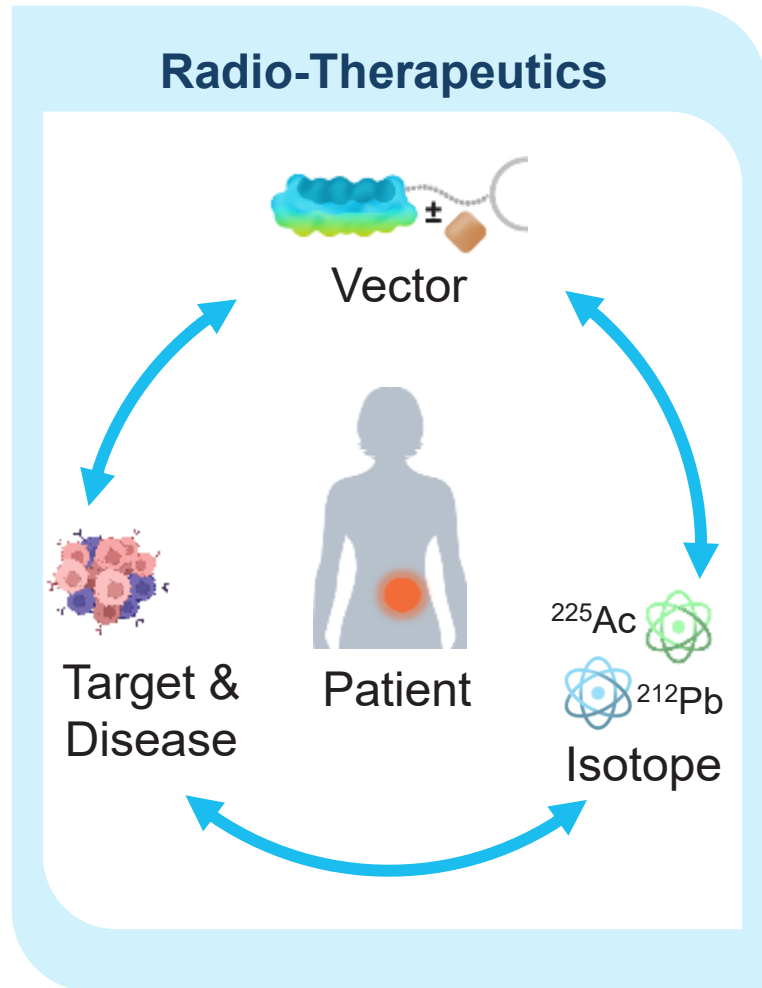 Radio-Therapeutics
±
Vector
²²⁵Ac
²¹²Pb
Target &
Disease
Patient
Isotope